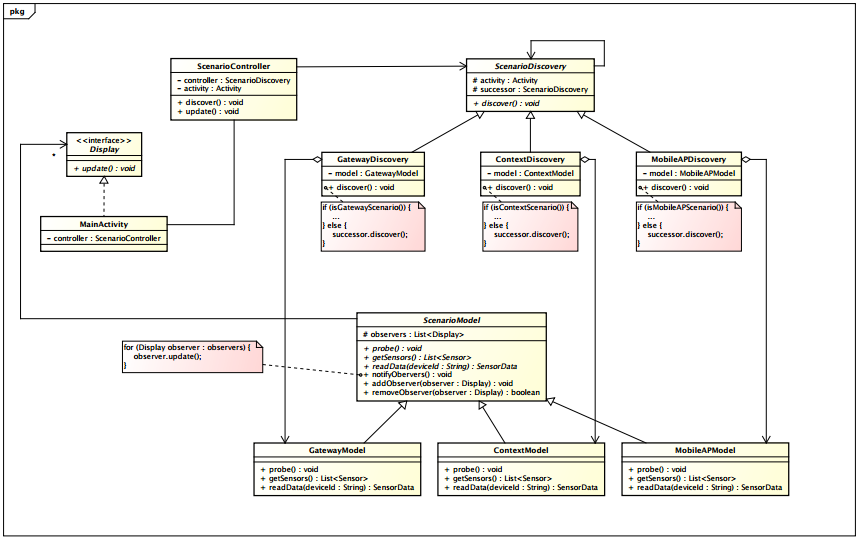 pkg
ScenarioController
- controller : ScenarioDiscovery
- activity : Activity
+ discover() : void
+ update() : void
ScenarioDiscovery
# activity : Activity
# successor : ScenarioDiscovery
+ discover() : void
<<interface>>
Display
+ update() : void
*
MainActivity
- controller : ScenarioController
GatewayDiscovery
- model : GatewayModel
+ discover() : void
if (isGatewayScenario()) {
...
} else {
successor.discover();
}
ContextDiscovery
- model : ContextModel
+ discover() : void
if (isContextScenario()) {
...
} else {
successor.discover();
}
MobileAPDiscovery
- model : MobileAPModel
+ discover() : void
if (isMobileAPScenario()) {
...
} else {
successor.discover();
}
ScenarioModel
# observers : List<Display>
+ probe() : void
+ getSensors() : List<Sensor>
+ readData(deviceId : String) : SensorData
+ notifyObervers() : void
+ addObserver(observer : Display) : void
+ removeObserver(observer : Display) : boolean
for (Display observer : observers) {
observer.update();
}
GatewayModel
+ probe() : void
+ getSensors() : List<Sensor>
+ readData(deviceId : String) : SensorData
ContextModel
+ probe() : void
+ getSensors() : List<Sensor>
+ readData(deviceId : String) : SensorData
MobileAPModel
+ probe() : void
+ getSensors() : List<Sensor>
+ readData(deviceId : String) : SensorData